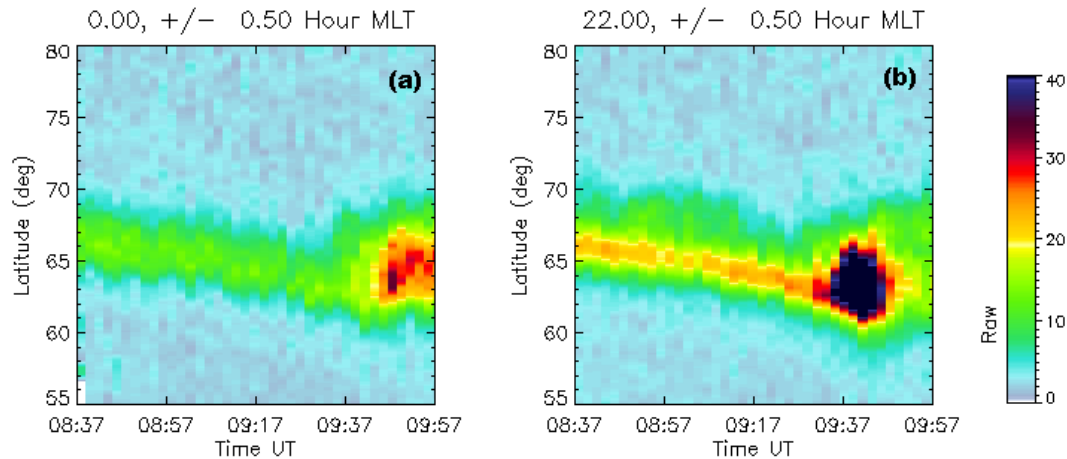 0.00, +/-   0.50 Hour MLT
(a)
80
75
70
65
60
55
Latitude (deg)
08:37 08:57 09:17 09:37 09:57
Time UT
22.00, +/-   0.50 Hour MLT
(b)
80
75
70
65
60
55
Latitude (deg)
08:37 08:57 09:17 09:37 09:57
Time UT
40
30
20
10
0
Raw